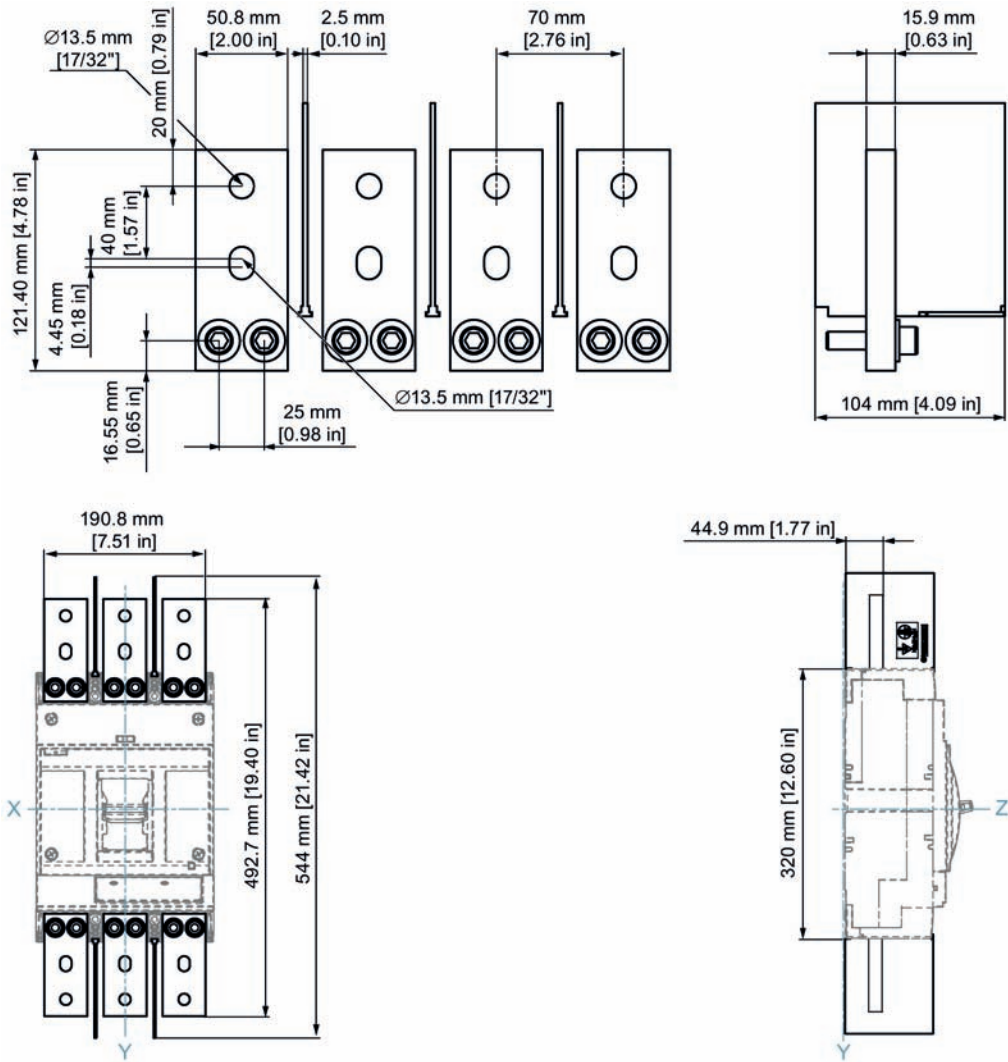 50.8 mm
[2.00 in]
2.5 mm
[0.10 in]
70 mm
[2.76 in]
15.9 mm
[0.63 in]
Ø13.5 mm
[17/32"]
20 mm [0.79 in]
121.40 mm [4.78 in]
40 mm
[1.57 in]
4.45 mm
[0.18 in]
16.55 mm
[0.65 in]
25 mm
[0.98 in]
Ø13.5 mm [17/32"]
104 mm [4.09 in]
190.8 mm
[7.51 in]
492.7 mm [19.40 in]
544 mm [21.42 in]
X
Y
44.9 mm [1.77 in]
320 mm [12.60 in]
Z
Y